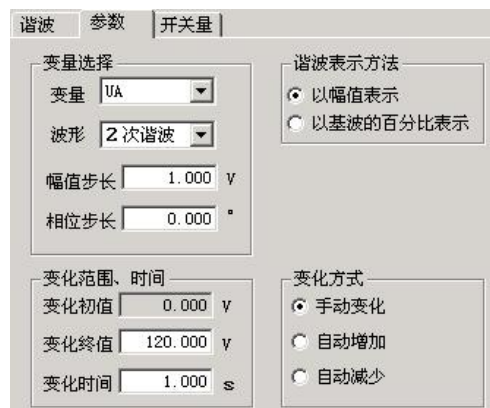 谐波 参数 开关量
变量选择 谐波表示方法
变量 UA 以幅值表示
波形 2次谐波 以基波的百分比表示
幅值步长 1.000 V
相位步长 0.000 °
变化范围、时间 变化方式
变化初值 0.000 V 手动变化
变化终值 120.000 V 自动增加
变化时间 1.000 s 自动减少